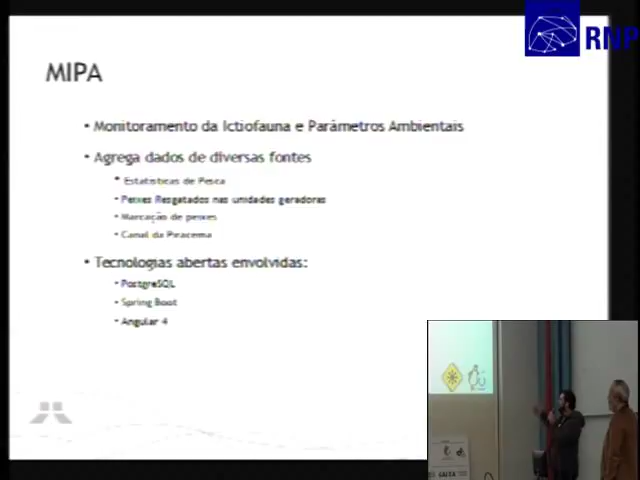 RNP
MIPA
• Monitoramento da Ictiofauna e Parâmetros Ambientais
• Agrega dados de diversas fontes
• Estatísticas de Pesca
• Peixes Resgatados nas unidades geradoras
• Marcação de peixes
• Canal da Piracema
• Tecnologias abertas envolvidas:
• PostgreSQL
• Spring Boot
• Angular 4